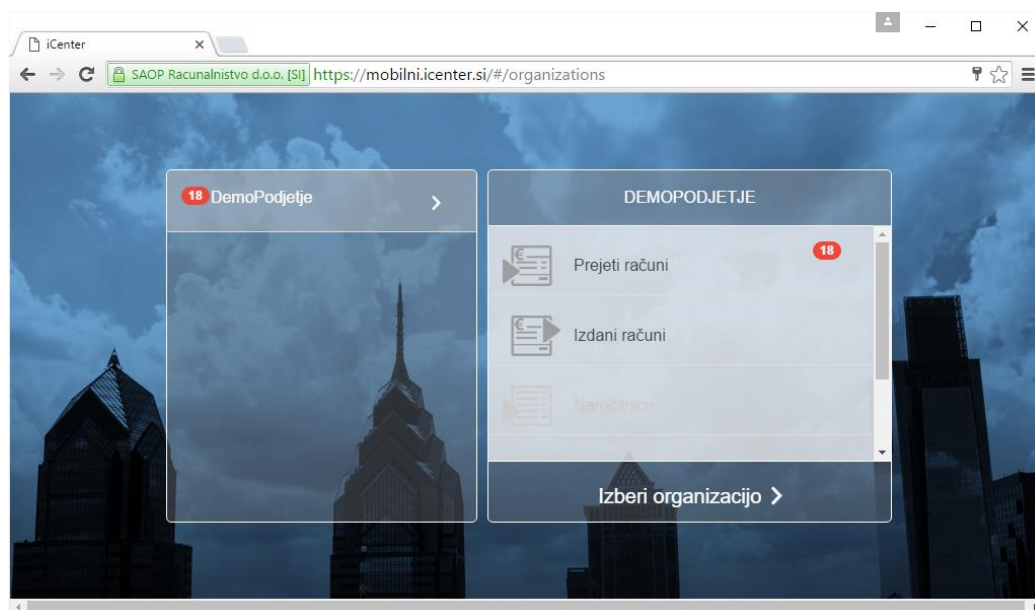 iCenter
SAOP Racunalnistvo d.o.o. [SI] https://mobilni.icenter.si/#/organizations
18 DemoPodjetje
DEMOPODJETJE
Prejeti računi 18
Izdani računi
Naročilnice
Izberi organizacijo